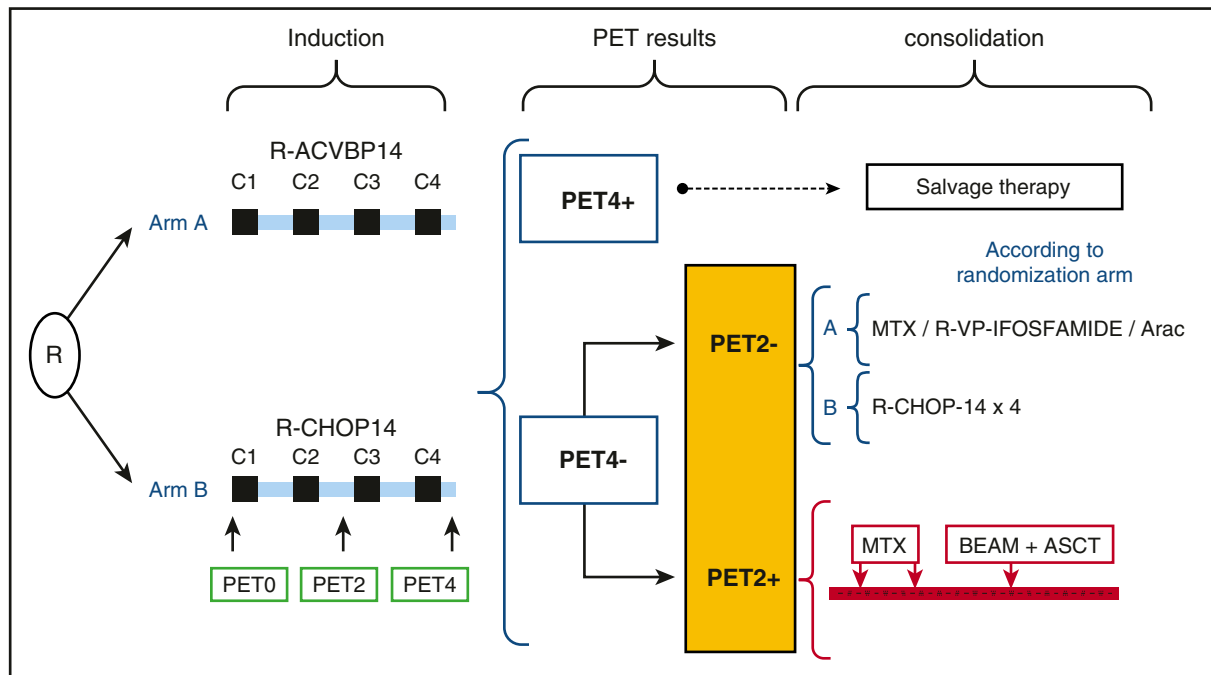 Induction
PET results
consolidation
R-ACVBP14
C1 C2 C3 C4
Arm A
PET4+
Salvage therapy
According to
randomization arm
R
PET2-
A
MTX / R-VP-IFOSFAMIDE / Arac
B
R-CHOP-14 x 4
R-CHOP14
C1 C2 C3 C4
Arm B
PET4-
PET0
PET2
PET4
PET2+
MTX
BEAM + ASCT